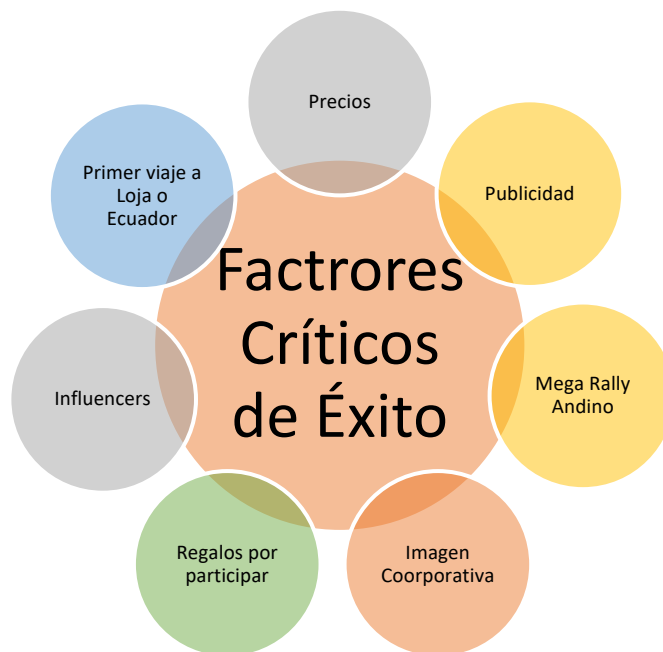 Precios
Publicidad
Mega Rally
Andino
Imagen
Coorporativa
Regalos por
participar
Influencers
Primer viaje a
Loja o
Ecuador
Factrores
Críticos
de Éxito